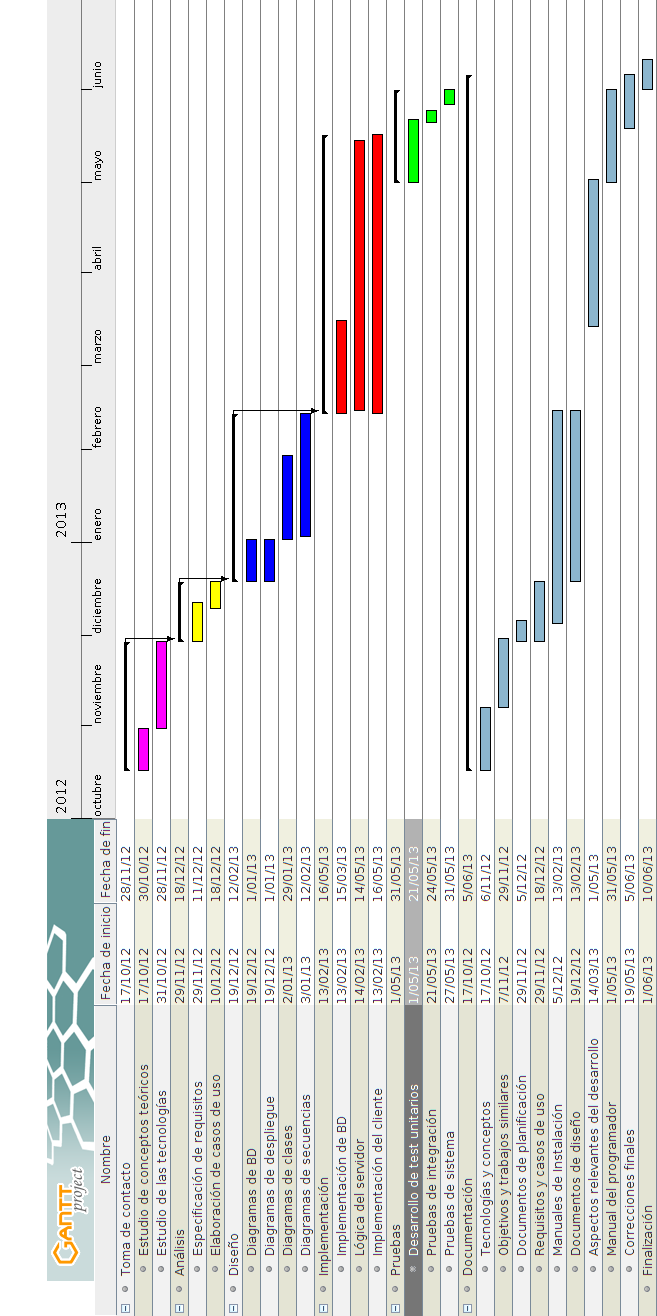 GANTT
project
2012
2013
octubre
noviembre
diciembre
enero
febrero
marzo
abril
mayo
junio
Nombre Fecha de inicio Fecha de fin
Toma de contacto 17/10/12 28/11/12
Estudio de conceptos teóricos 17/10/12 30/10/12
Estudio de las tecnologías 31/10/12 28/11/12
Análisis 29/11/12 18/12/12
Especificación de requisitos 29/11/12 11/12/12
Elaboración de casos de uso 10/12/12 18/12/12
Diseño 19/12/12 12/02/13
Diagramas de BD 19/12/12 1/01/13
Diagramas de despliegue 19/12/12 1/01/13
Diagramas de clases 2/01/13 29/01/13
Diagramas de secuencias 3/01/13 12/02/13
Implementación 13/02/13 16/05/13
Implementación de BD 13/02/13 15/03/13
Lógica del servidor 14/02/13 14/05/13
Implementación del cliente 13/02/13 16/05/13
Pruebas 1/05/13 31/05/13
Desarrollo de test unitarios 1/05/13 21/05/13
Pruebas de integración 21/05/13 24/05/13
Pruebas de sistema 27/05/13 31/05/13
Documentación 17/10/12 5/06/13
Tecnologías y conceptos 17/10/12 6/11/12
Objetivos y trabajos similares 7/11/12 29/11/12
Documentos de planificación 29/11/12 5/12/12
Requisitos y casos de uso 29/11/12 18/12/12
Manuales de Instalación 5/12/12 13/02/13
Documentos de diseño 19/12/12 13/02/13
Aspectos relevantes del desarrollo 14/03/13 1/05/13
Manual del programador 1/05/13 31/05/13
Correcciones finales 19/05/13 5/06/13
Finalización 1/06/13 10/06/13